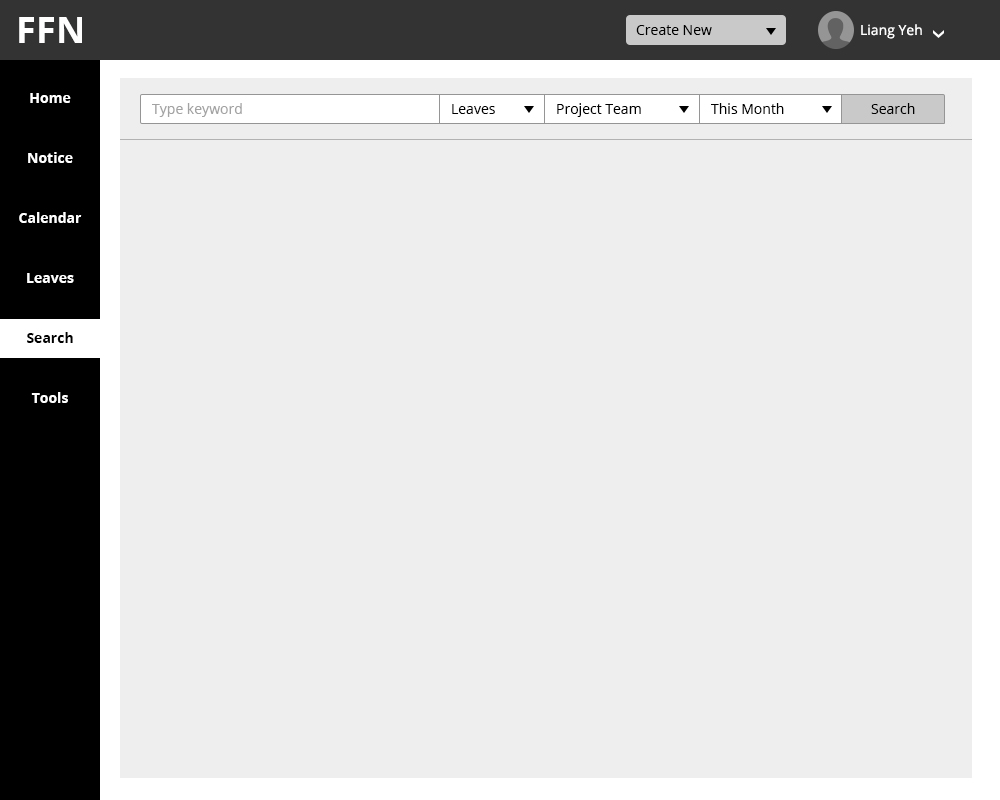 FFN
Create New
Liang Yeh
Home
Notice
Calendar
Leaves
Search
Tools
Type keyword
Leaves
Project Team
This Month
Search